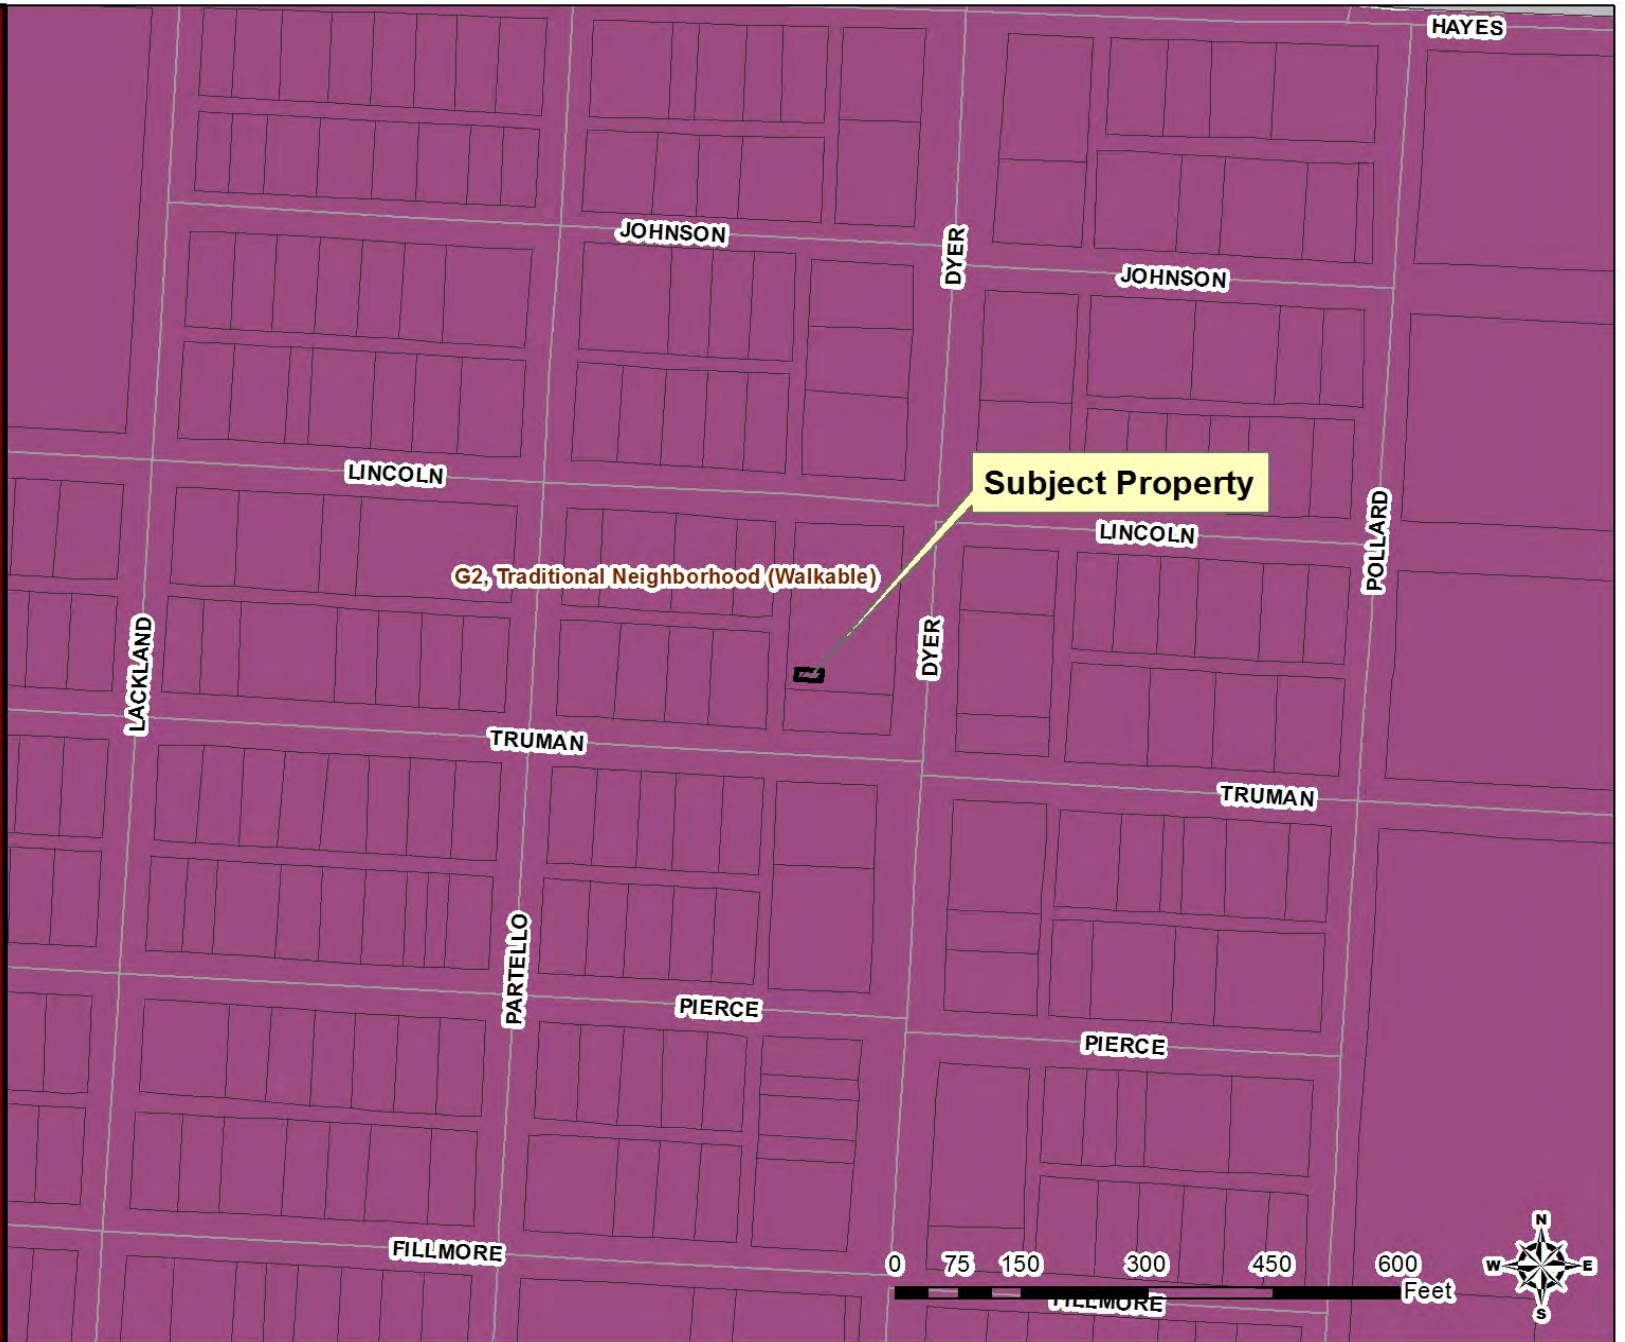 HAYES
JOHNSON
DYER
JOHNSON
LINCOLN
Subject Property
LINCOLN
POLLARD
G2, Traditional Neighborhood (Walkable)
LACKLAND
DYER
TRUMAN
TRUMAN
PARTELLO
PIERCE
PIERCE
FILLMORE
0 75 150 300 450 600
Feet
FILLMORE
N
W E
S